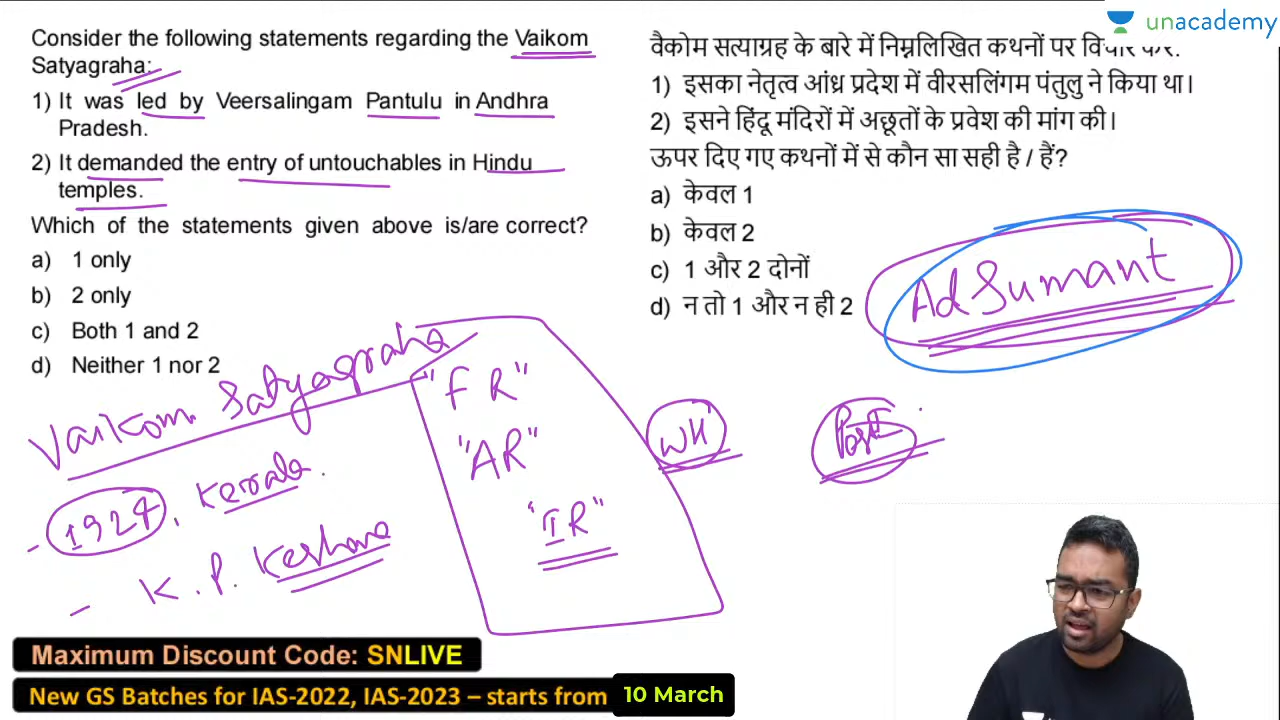 unacademy
Consider the following statements regarding the Vaikom
Satyagraha:
1) It was led by Veersalingam Pantulu in Andhra
Pradesh.
2) It demanded the entry of untouchables in Hindu
temples.
Which of the statements given above is/are correct?
a) 1 only
b) 2 only
c) Both 1 and 2
d) Neither 1 nor 2
वैकोम सत्याग्रह के बारे में निम्नलिखित कथनों पर विचार करें:
1) इसका नेतृत्व आंध्र प्रदेश में वीरसलिंगम पंतुलु ने किया था।
2) इसने हिंदू मंदिरों में अछूतों के प्रवेश की मांग की।
ऊपर दिए गए कथनों में से कौन सा सही है / हैं?
a) केवल 1
b) केवल 2
c) 1 और 2 दोनों
d) न तो 1 और न ही 2
Ad Sumant
Vaikom Satyagraha
- 1924, Kerala.
- K. P. Keshava
"FR"
"AR"
"IR"
WH
Maximum Discount Code: SNLIVE
New GS Batches for IAS-2022, IAS-2023 – starts from 10 March